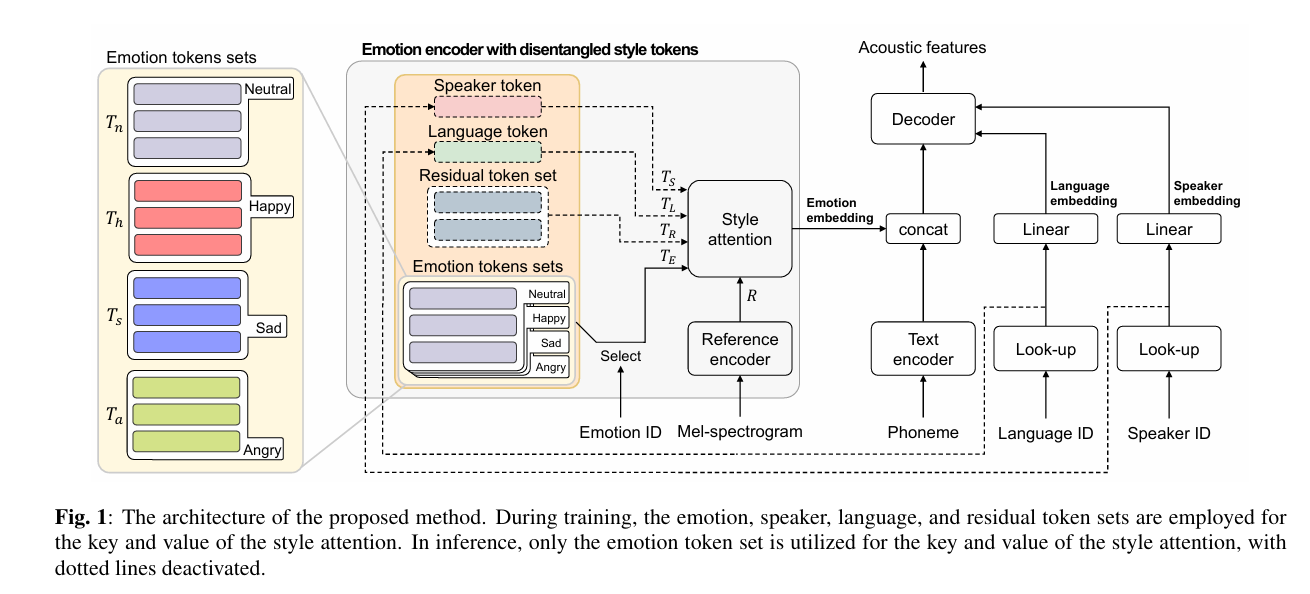 Emotion tokens sets
Neutral
T_n
Happy
T_h
T_s
Sad
T_a
Angry
Emotion encoder with disentangled style tokens
Speaker token
Language token
Residual token set
Emotion tokens sets
Neutral
Happy
Sad
Angry
Select
Emotion ID
T_S
T_L
T_R
T_E
Style
attention
R
Reference
encoder
Mel-spectrogram
Emotion
embedding
Acoustic features
Decoder
concat
Text
encoder
Phoneme
Language
embedding
Linear
Look-up
Language ID
Speaker
embedding
Linear
Look-up
Speaker ID
Fig. 1: The architecture of the proposed method. During training, the emotion, speaker, language, and residual token sets are employed for
the key and value of the style attention. In inference, only the emotion token set is utilized for the key and value of the style attention, with
dotted lines deactivated.